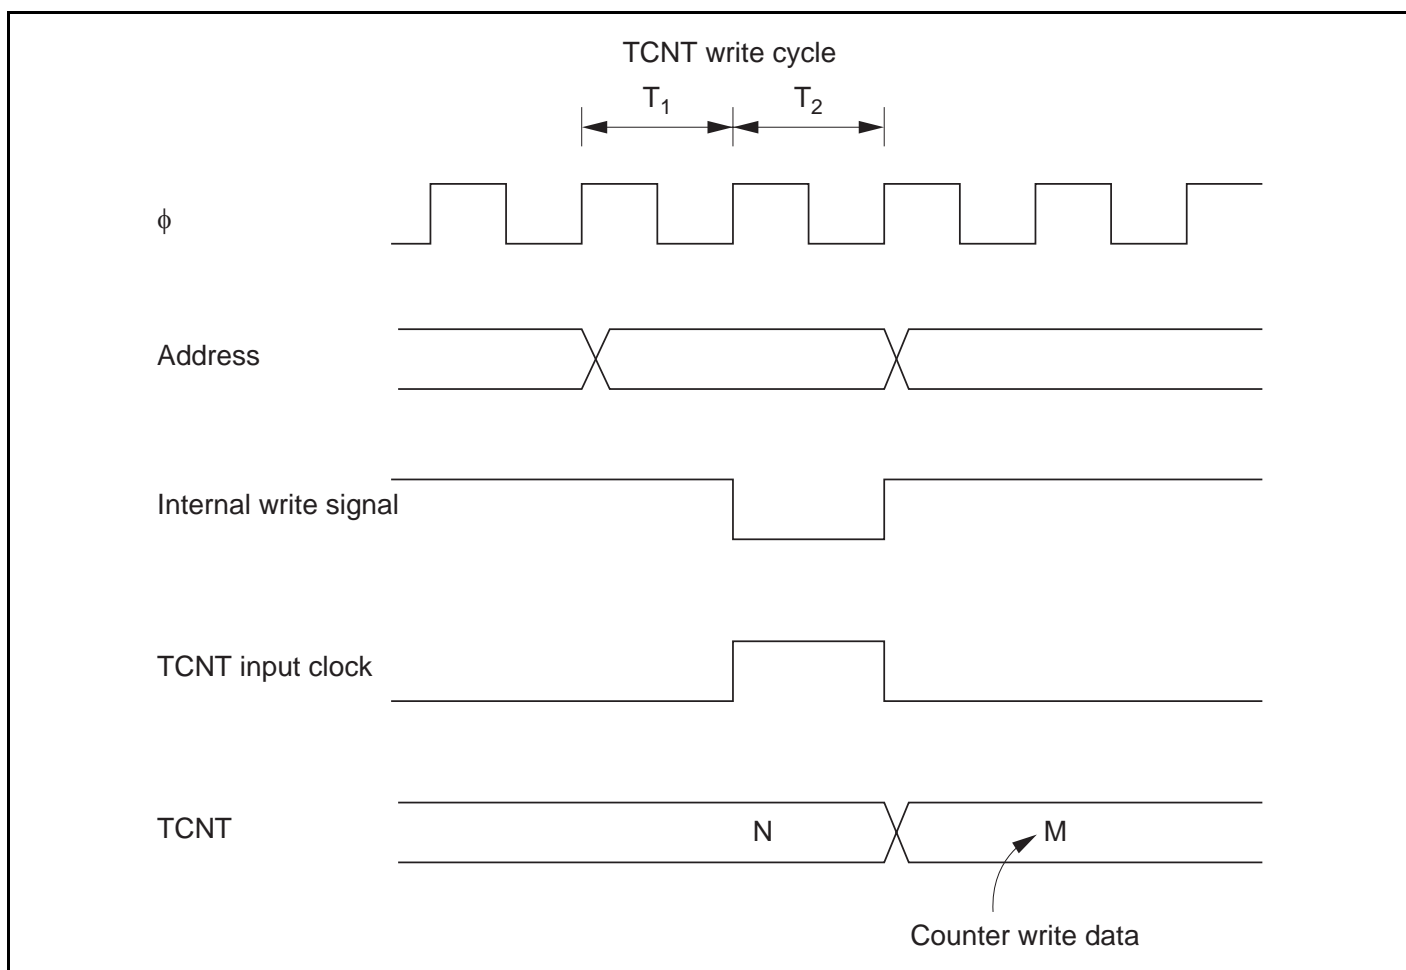 TCNT write cycle
T1 T2
ϕ
Address
Internal write signal
TCNT input clock
TCNT N M
Counter write data